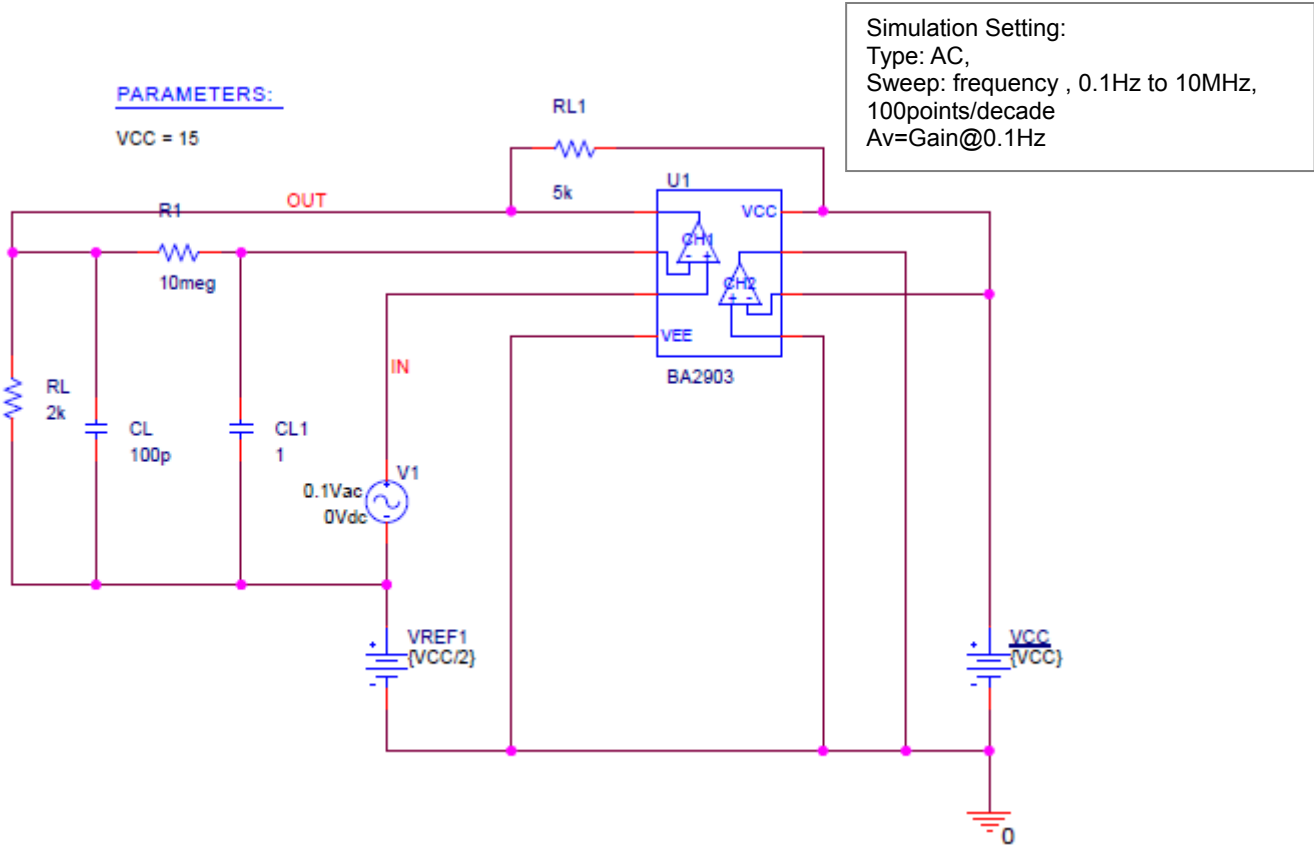 Simulation Setting:
Type: AC,
Sweep: frequency , 0.1Hz to 10MHz,
100points/decade
Av=Gain@0.1Hz
PARAMETERS:
VCC = 15
RL1
5k
U1
OUT
R1
10meg
VCC
CH1
- +
CH2
+ -
VEE
BA2903
IN
RL
2k
CL
100p
CL1
1
V1
0.1Vac
0Vdc
+
-
VREF1
{VCC/2}
+
-
VCC
{VCC}
+
-
0